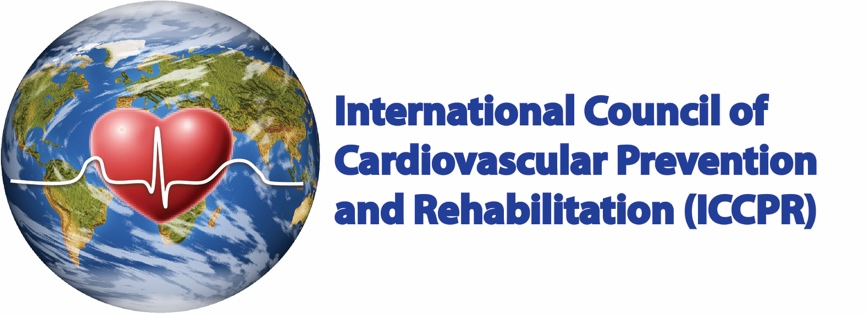 International Council of
Cardiovascular Prevention
and Rehabilitation (ICCPR)